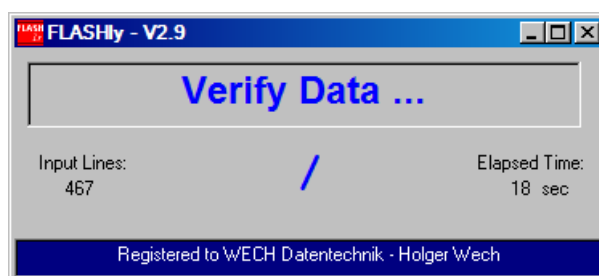 FLASHly - V2.9
Verify Data ...
Input Lines:
467
/
Elapsed Time:
18 sec
Registered to WECH Datentechnik - Holger Wech